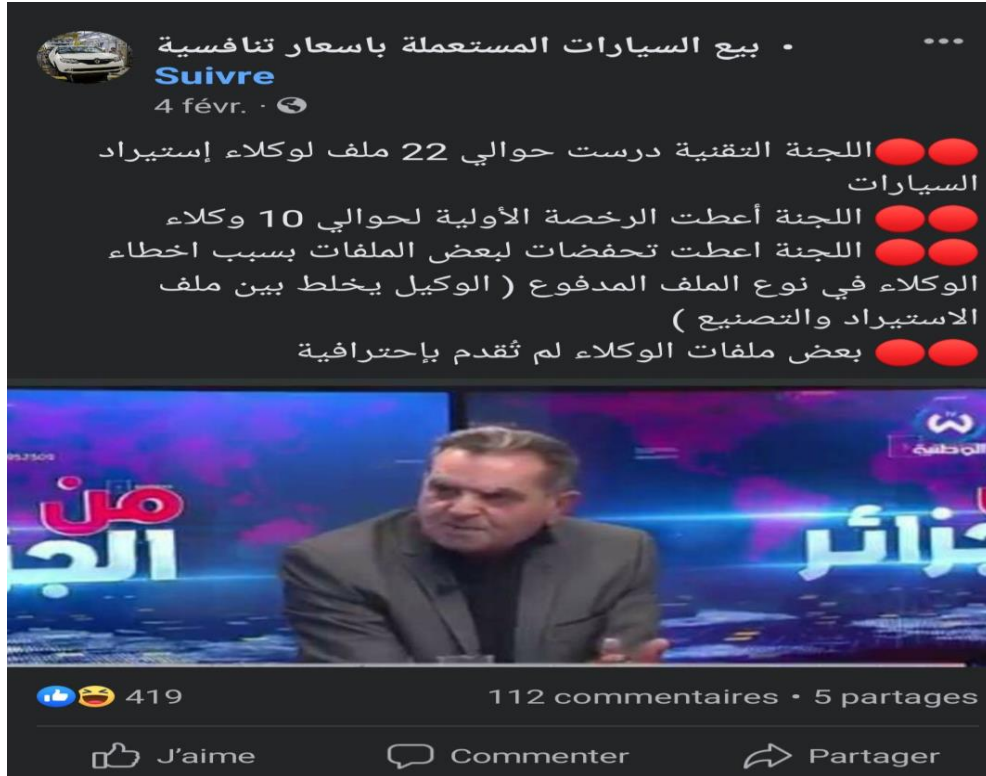 بيع السيارات المستعملة باسعار تنافسية •
Suivre
4 févr. ·
اللجنة التقنية درست حوالي 22 ملف لوكلاء إستيراد
السيارات
اللجنة أعطت الرخصة الأولية لحوالي 10 وكلاء
اللجنة اعطت تحفضات لبعض الملفات بسبب اخطاء
الوكلاء في نوع الملف المدفوع ( الوكيل يخلط بين ملف
الاستيراد والتصنيع )
بعض ملفات الوكلاء لم تُقدم بإحترافية
الوطنية
952509
من
الجز
جزائر
419
112 commentaires • 5 partages
J'aime
Commenter
Partager